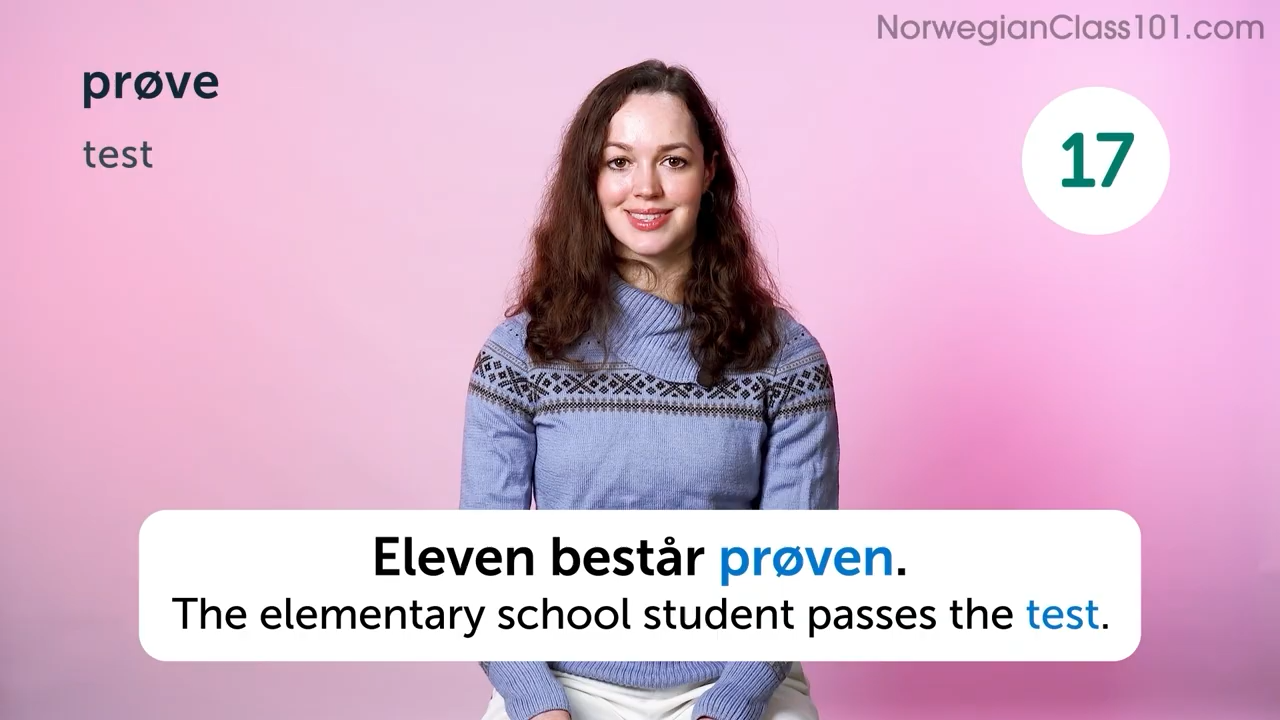 NorwegianClass101.com
prøve
test
17
Eleven består prøven.
The elementary school student passes the test.